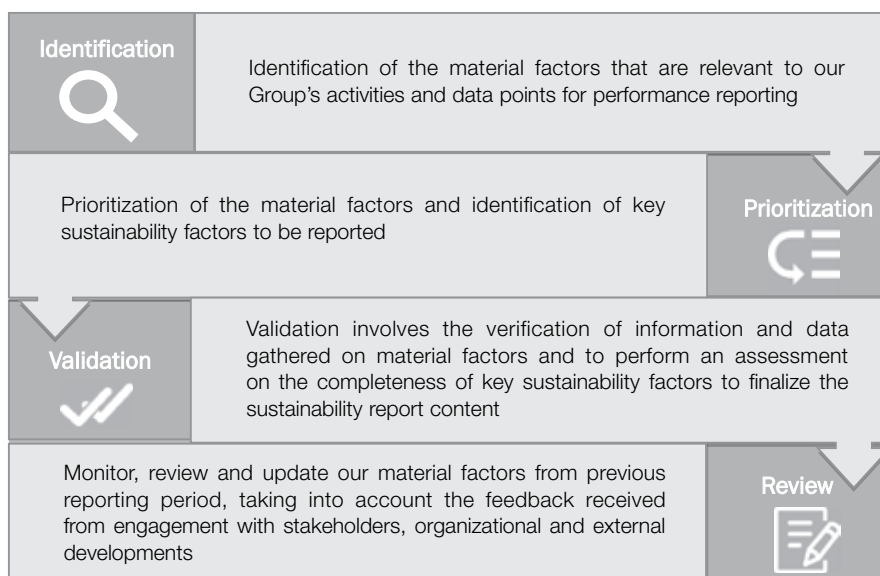 Identification
Identification of the material factors that are relevant to our
Group's activities and data points for performance reporting
Prioritization of the material factors and identification of key
sustainability factors to be reported
Prioritization
Validation
Validation involves the verification of information and data
gathered on material factors and to perform an assessment
on the completeness of key sustainability factors to finalize the
sustainability report content
Monitor, review and update our material factors from previous
reporting period, taking into account the feedback received
from engagement with stakeholders, organizational and external
developments
Review